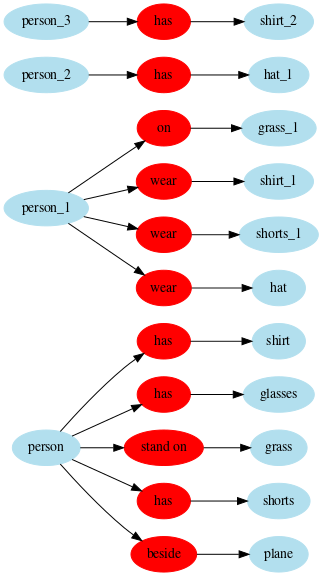 person_3 has shirt_2
person_2 has hat_1
on grass_1
wear shirt_1
person_1
wear shorts_1
wear hat
has shirt
has glasses
person stand on grass
has shorts
beside plane